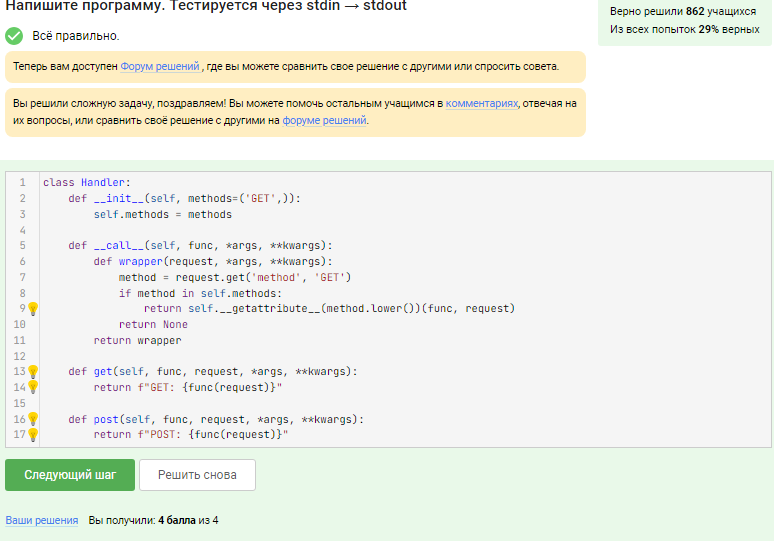 Напишите программу. Тестируется через stdin → stdout
Верно решили 862 учащихся
Из всех попыток 29% верных
Всё правильно.
Теперь вам доступен Форум решений , где вы можете сравнить свое решение с другими или спросить совета.
Вы решили сложную задачу, поздравляем! Вы можете помочь остальным учащимся в комментариях, отвечая на
их вопросы, или сравнить своё решение с другими на форуме решений.
1 class Handler:
2     def __init__(self, methods=('GET',)):
3         self.methods = methods
4
5     def __call__(self, func, *args, **kwargs):
6         def wrapper(request, *args, **kwargs):
7             method = request.get('method', 'GET')
8             if method in self.methods:
9                 return self.__getattribute__(method.lower())(func, request)
10             return None
11         return wrapper
12
13     def get(self, func, request, *args, **kwargs):
14         return f"GET: {func(request)}"
15
16     def post(self, func, request, *args, **kwargs):
17         return f"POST: {func(request)}"
Следующий шаг
Решить снова
Ваши решения Вы получили: 4 балла из 4